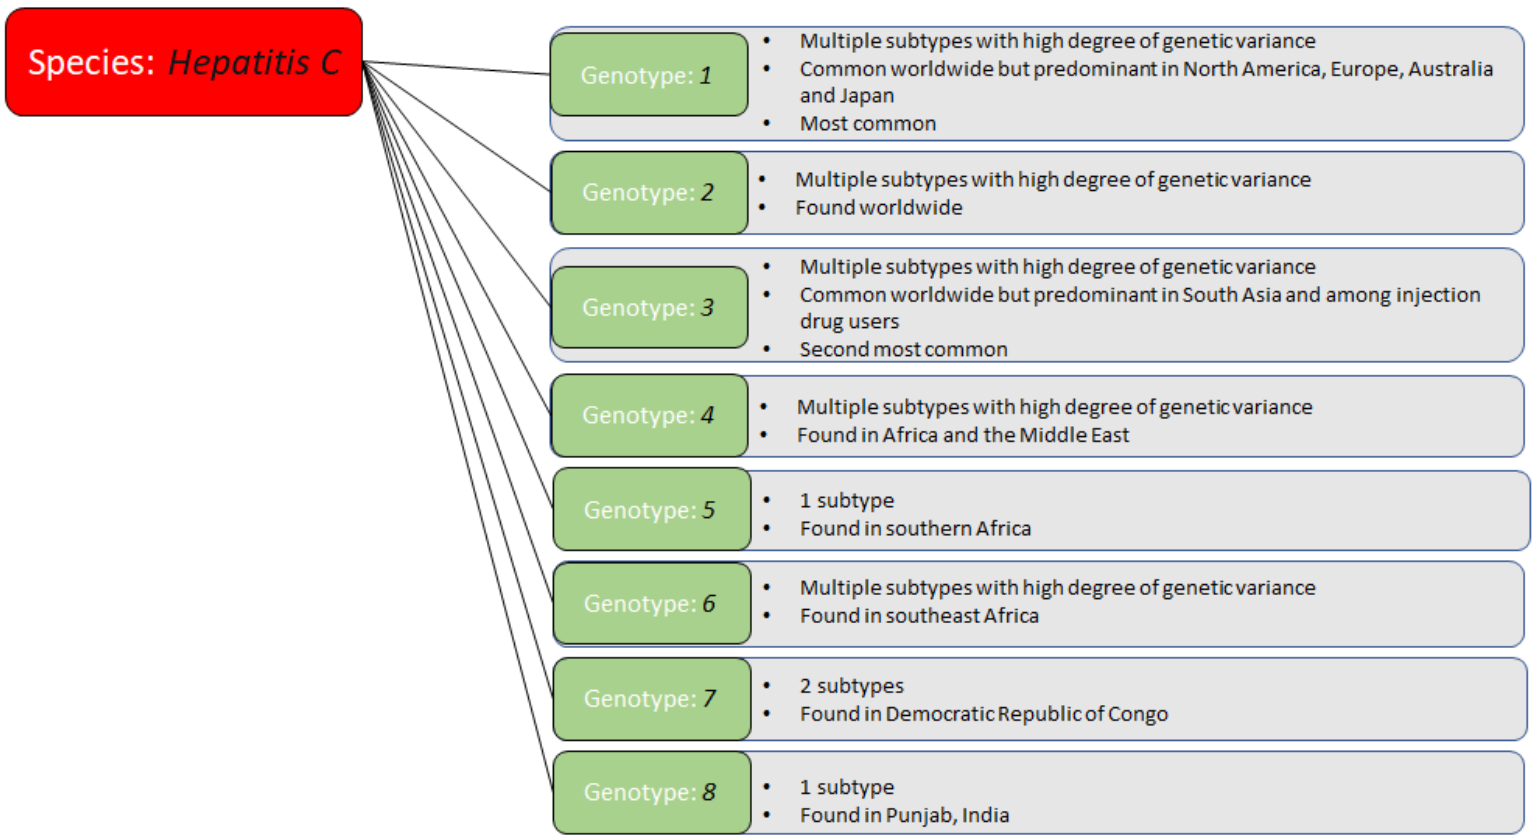 Species: Hepatitis C
Genotype: 1
• Multiple subtypes with high degree of genetic variance
• Common worldwide but predominant in North America, Europe, Australia
and Japan
• Most common
Genotype: 2
• Multiple subtypes with high degree of genetic variance
• Found worldwide
Genotype: 3
• Multiple subtypes with high degree of genetic variance
• Common worldwide but predominant in South Asia and among injection
drug users
• Second most common
Genotype: 4
• Multiple subtypes with high degree of genetic variance
• Found in Africa and the Middle East
Genotype: 5
• 1 subtype
• Found in southern Africa
Genotype: 6
• Multiple subtypes with high degree of genetic variance
• Found in southeast Africa
Genotype: 7
• 2 subtypes
• Found in Democratic Republic of Congo
Genotype: 8
• 1 subtype
• Found in Punjab, India